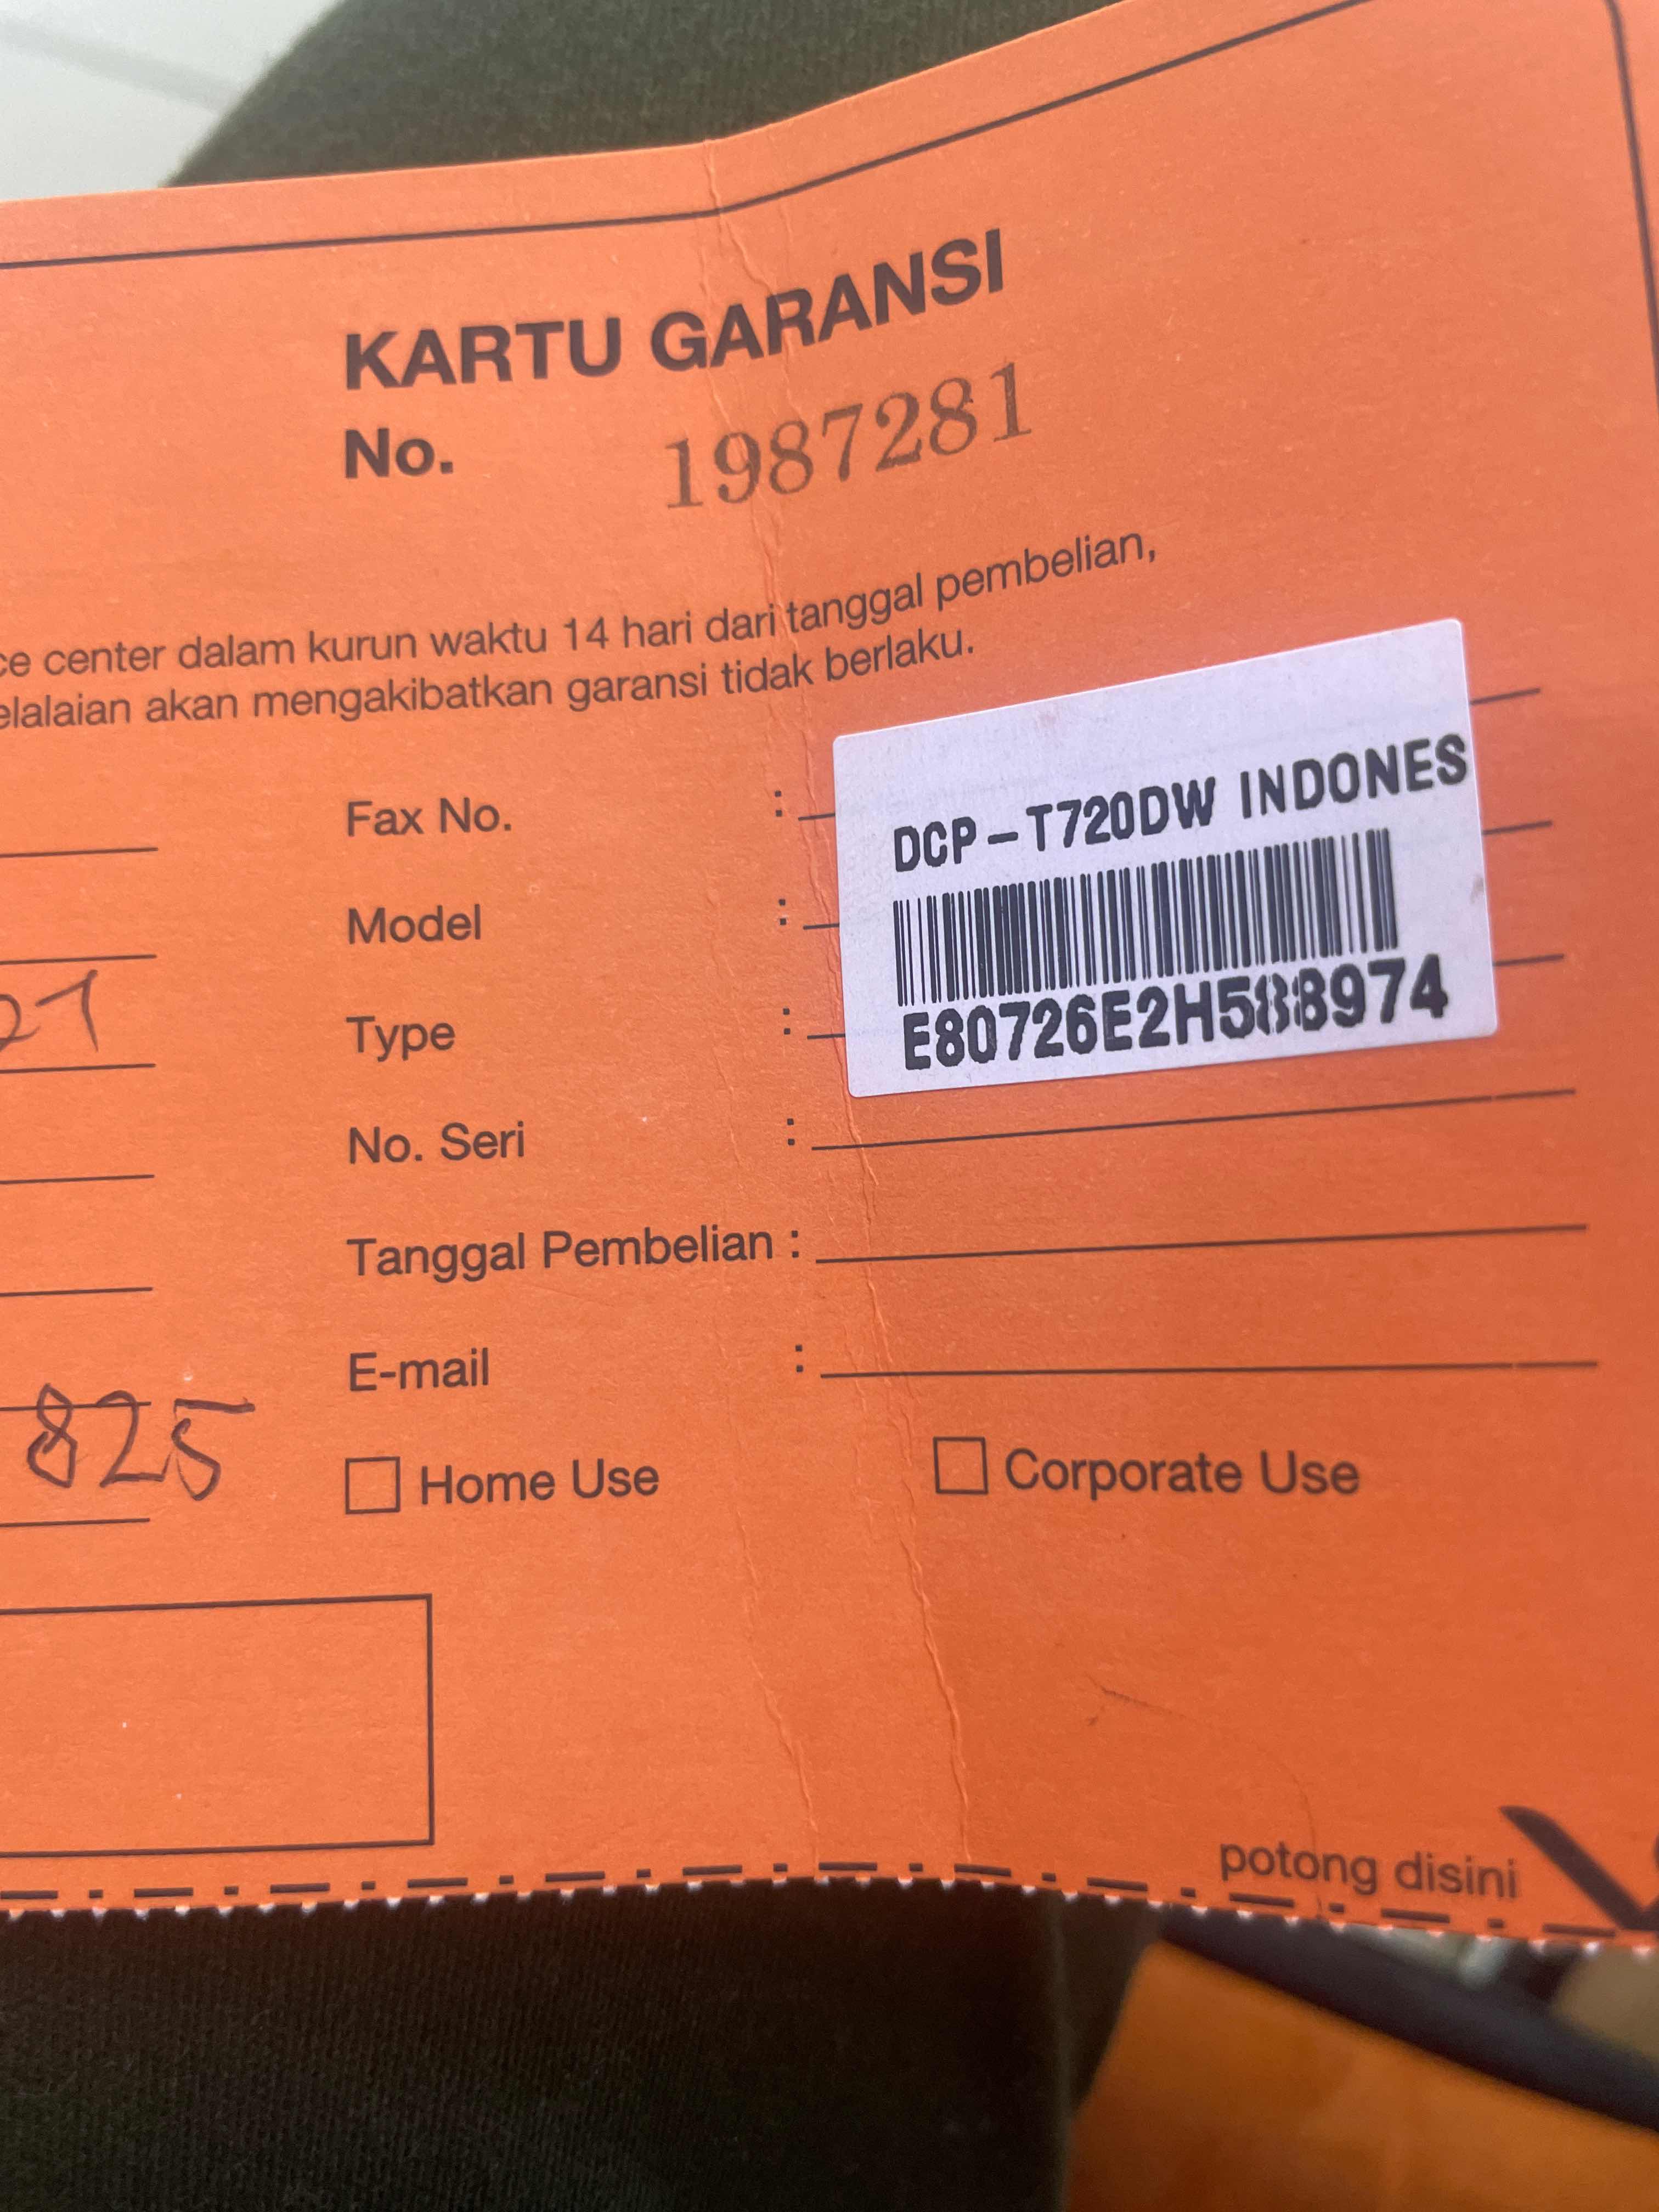 KARTU GARANSI
No. 1987281
ce center dalam kurun waktu 14 hari dari tanggal pembelian,
elalaian akan mengakibatkan garansi tidak berlaku.
DCP-T720DW INDONES
E80726E2H588974
Fax No. :
Model :
Type :
21
No. Seri :
Tanggal Pembelian :
E-mail :
825
Home Use
Corporate Use
potong disini